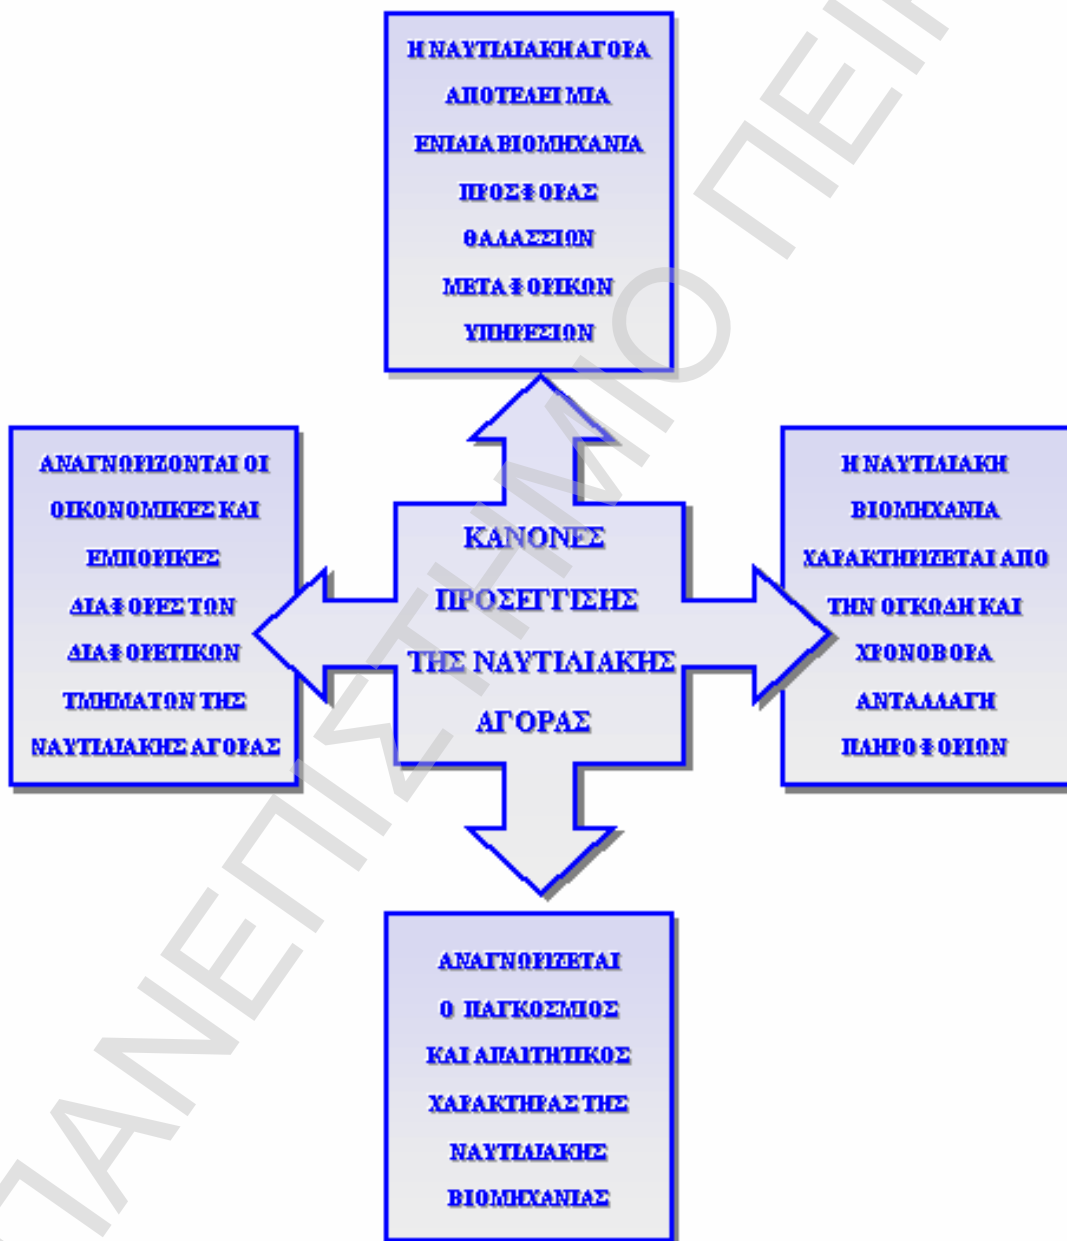 Η ΝΑΥΤΙΛΙΑΚΗ ΑΓΟΡΑ
ΑΠΟΤΕΛΕΙ ΜΙΑ
ΕΝΙΑΙΑ ΒΙΟΜΗΧΑΝΙΑ
ΠΡΟΣΦΟΡΑΣ
ΘΑΛΑΣΣΙΩΝ
ΜΕΤΑΦΟΡΙΚΩΝ
ΥΠΗΡΕΣΙΩΝ
ΑΝΑΓΝΩΡΙΖΟΝΤΑΙ ΟΙ
ΟΙΚΟΝΟΜΙΚΕΣ ΚΑΙ
ΕΜΠΟΡΙΚΕΣ
ΔΙΑΦΟΡΕΣ ΤΩΝ
ΔΙΑΦΟΡΕΤΙΚΩΝ
ΤΜΗΜΑΤΩΝ ΤΗΣ
ΝΑΥΤΙΛΙΑΚΗΣ ΑΓΟΡΑΣ
ΚΑΝΟΝΕΣ
ΠΡΟΣΕΓΓΙΣΗΣ
ΤΗΣ ΝΑΥΤΙΛΙΑΚΗΣ
ΑΓΟΡΑΣ
Η ΝΑΥΤΙΛΙΑΚΗ
ΒΙΟΜΗΧΑΝΙΑ
ΧΑΡΑΚΤΗΡΙΖΕΤΑΙ ΑΠΟ
ΤΗΝ ΟΓΚΩΔΗ ΚΑΙ
ΧΡΟΝΟΒΟΡΑ
ΑΝΤΑΛΛΑΓΗ
ΠΛΗΡΟΦΟΡΙΩΝ
ΑΝΑΓΝΩΡΙΖΕΤΑΙ
Ο ΠΑΓΚΟΣΜΙΟΣ
ΚΑΙ ΑΠΑΙΤΗΤΙΚΟΣ
ΧΑΡΑΚΤΗΡΑΣ ΤΗΣ
ΝΑΥΤΙΛΙΑΚΗΣ
ΒΙΟΜΗΧΑΝΙΑΣ
ΠΑΝΕΠΙΣΤΗΜΙΟ